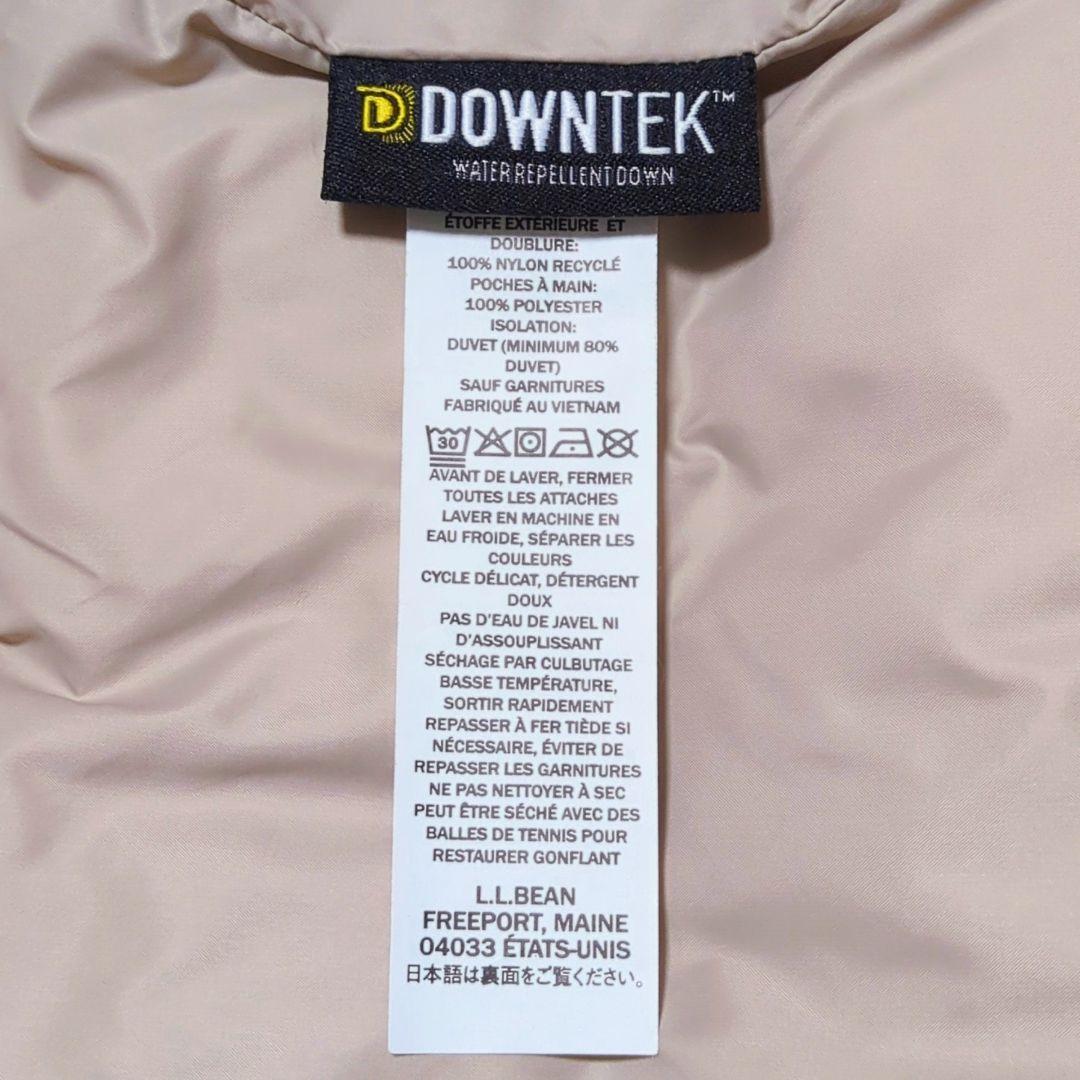 DOWNTEK™
WATER REPELLENT DOWN
ÉTOFFE EXTÉRIEURE ET
DOUBLURE:
100% NYLON RECYCLÉ
POCHES À MAIN:
100% POLYESTER
ISOLATION:
DUVET (MINIMUM 80%
DUVET)
SAUF GARNITURES
FABRIQUÉ AU VIETNAM
30
AVANT DE LAVER, FERMER
TOUTES LES ATTACHES
LAVER EN MACHINE EN
EAU FROIDE, SÉPARER LES
COULEURS
CYCLE DÉLICAT, DÉTERGENT
DOUX
PAS D'EAU DE JAVEL NI
D'ASSOUPLISSANT
SÉCHAGE PAR CULBUTAGE
BASSE TEMPÉRATURE,
SORTIR RAPIDEMENT
REPASSER À FER TIÈDE SI
NÉCESSAIRE, ÉVITER DE
REPASSER LES GARNITURES
NE PAS NETTOYER À SEC
PEUT ÊTRE SÉCHÉ AVEC DES
BALLES DE TENNIS POUR
RESTAURER GONFLANT
L.L.BEAN
FREEPORT, MAINE
04033 ÉTATS-UNIS
日本語は裏面をご覧ください。